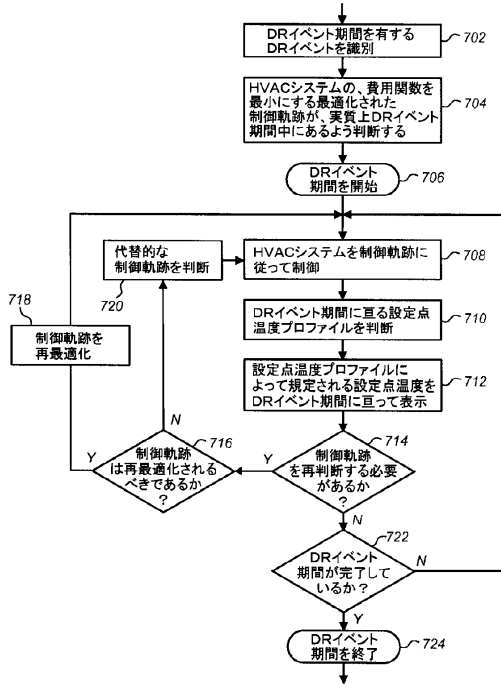 DRイベント期間を有する
DRイベントを識別
702
HVACシステムの、費用関数を
最小にする最適化された
制御軌跡が、実質上DRイベント
期間中にあるよう判断する
704
DRイベント
期間を開始
706
代替的な
制御軌跡を判断
720
HVACシステムを制御軌跡に
従って制御
708
718
制御軌跡を
再最適化
DRイベント期間に亘る設定点
温度プロファイルを判断
710
設定点温度プロファイルに
よって規定される設定点温度を
DRイベント期間に亘って表示
712
N
716
制御軌跡
は再最適化される
べきであるか
?
Y
714
制御軌跡
を再判断する必要
があるか
?
Y
N
722
DRイベント
期間が完了して
いるか?
N
Y
DRイベント
期間を終了
724